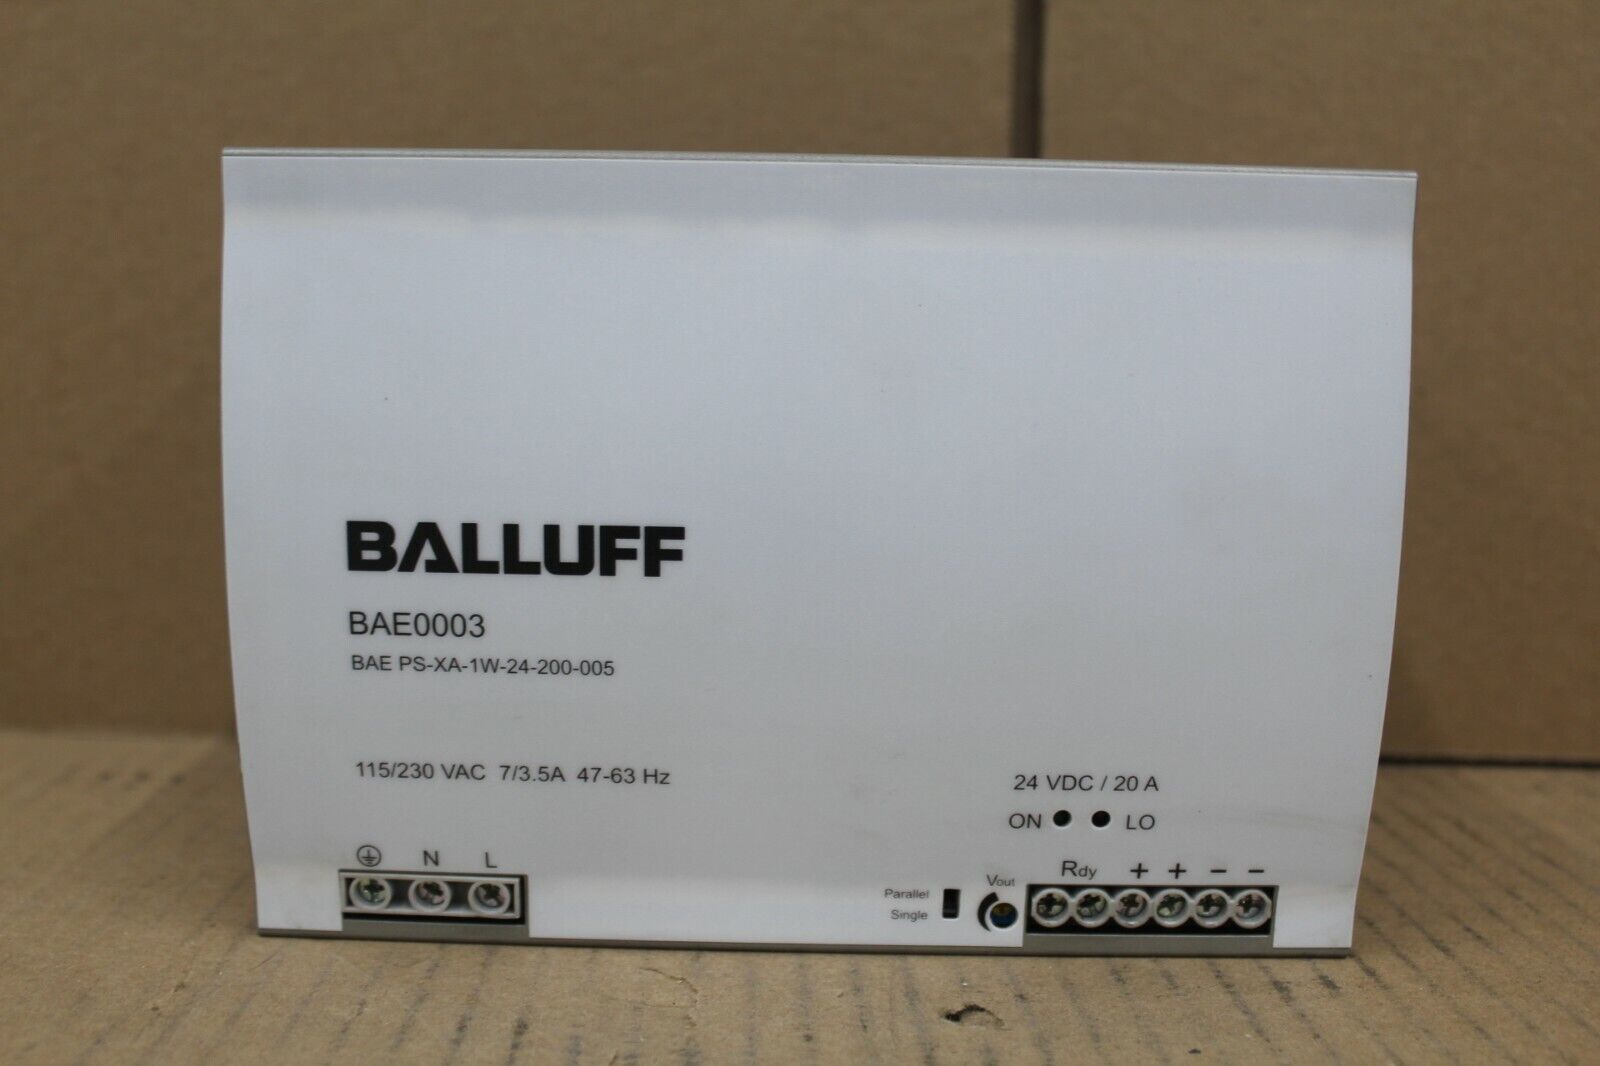 BALLUFF
BAE0003
BAE PS-XA-1W-24-200-005
115/230 VAC 7/3.5A 47-63 Hz
24 VDC / 20 A
ON LO
N L
Rdy + + − −
Vout
Parallel
Single